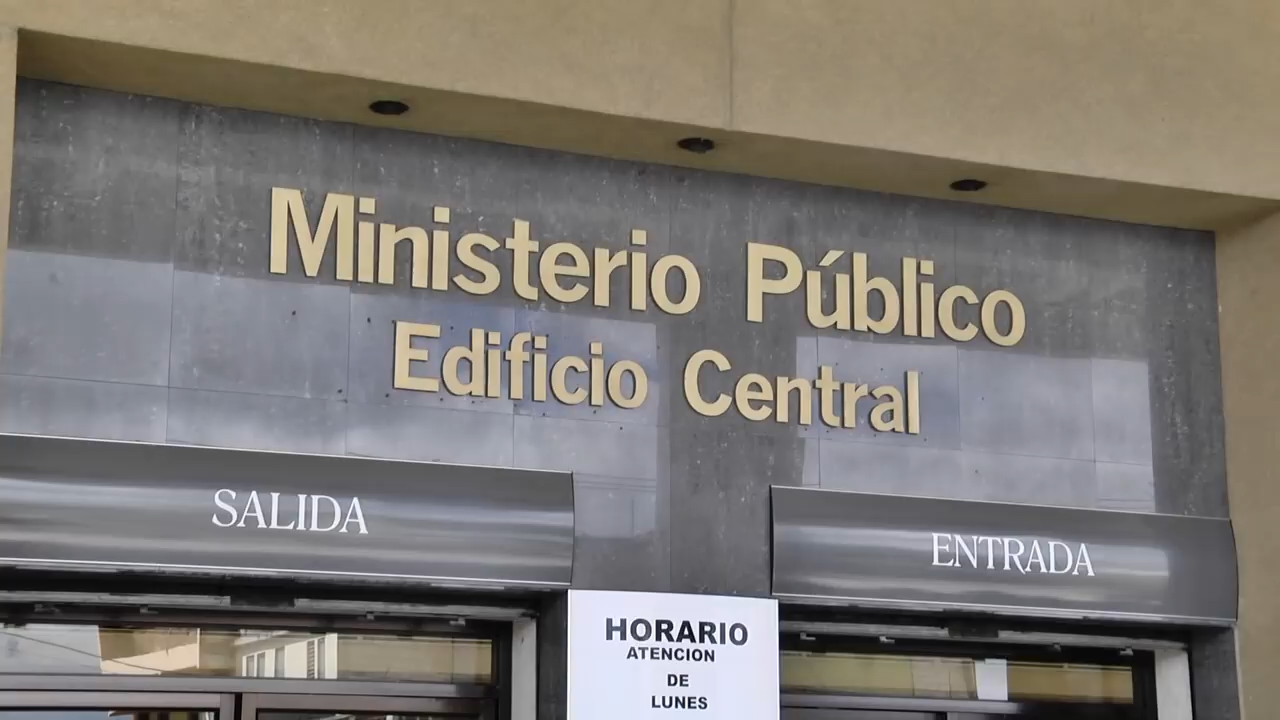 Ministerio Público
Edificio Central
SALIDA
ENTRADA
HORARIO
ATENCION
DE
LUNES